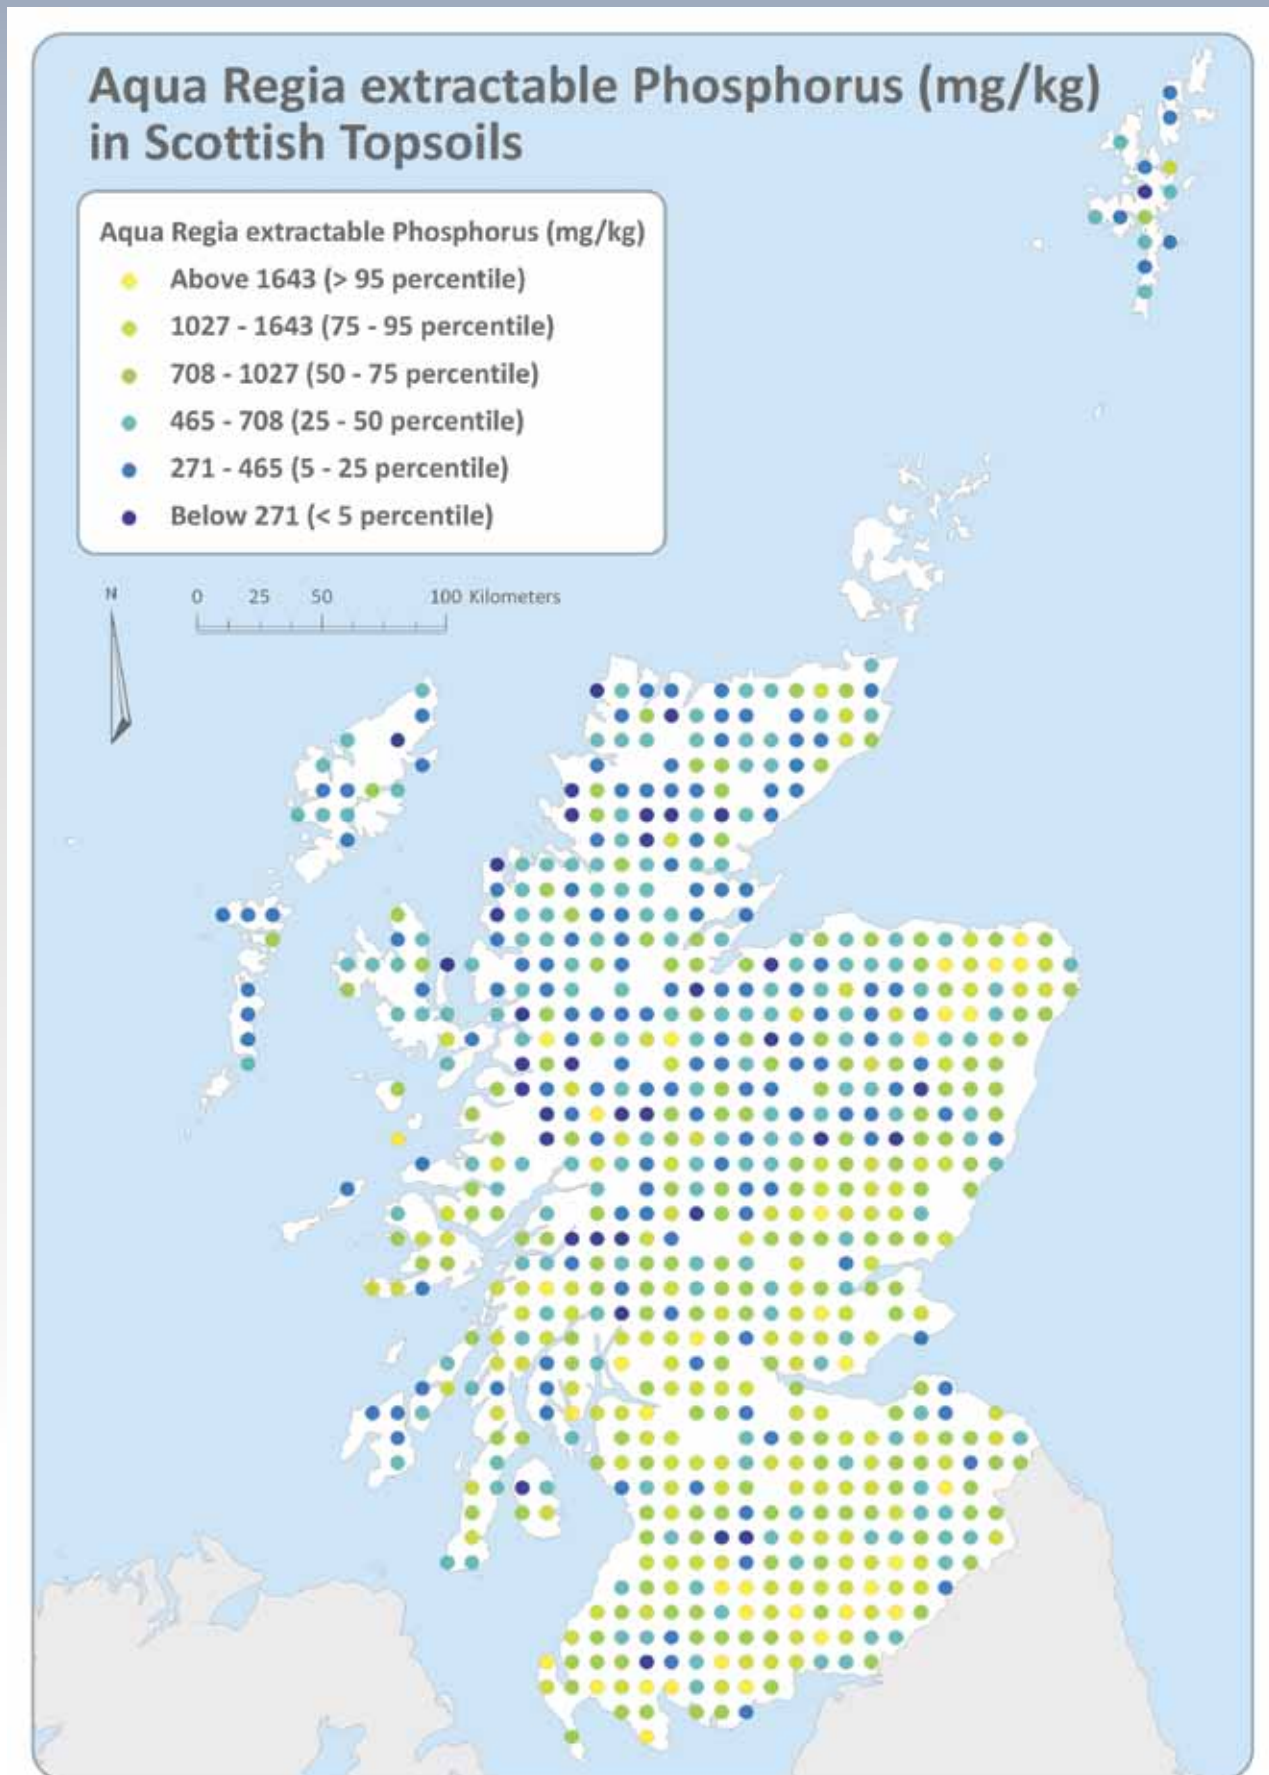 Aqua Regia extractable Phosphorus (mg/kg)
in Scottish Topsoils
Aqua Regia extractable Phosphorus (mg/kg)
Above 1643 (> 95 percentile)
1027 - 1643 (75 - 95 percentile)
708 - 1027 (50 - 75 percentile)
465 - 708 (25 - 50 percentile)
271 - 465 (5 - 25 percentile)
Below 271 (< 5 percentile)
N
0 25 50 100 Kilometers